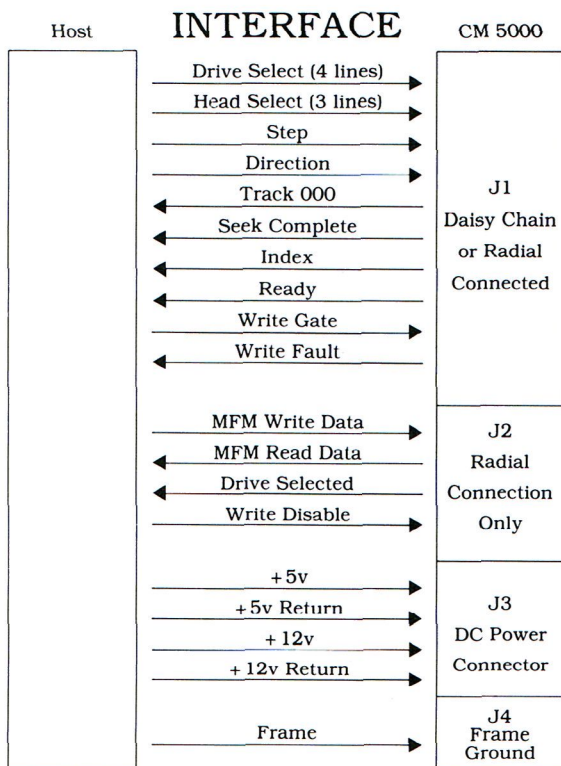 Host INTERFACE CM 5000
Drive Select (4 lines)
Head Select (3 lines)
Step
Direction
Track 000
Seek Complete
Index
Ready
Write Gate
Write Fault
J1
Daisy Chain
or Radial
Connected
MFM Write Data
MFM Read Data
Drive Selected
Write Disable
J2
Radial
Connection
Only
+5v
+5v Return
+12v
+12v Return
J3
DC Power
Connector
Frame
J4
Frame
Ground